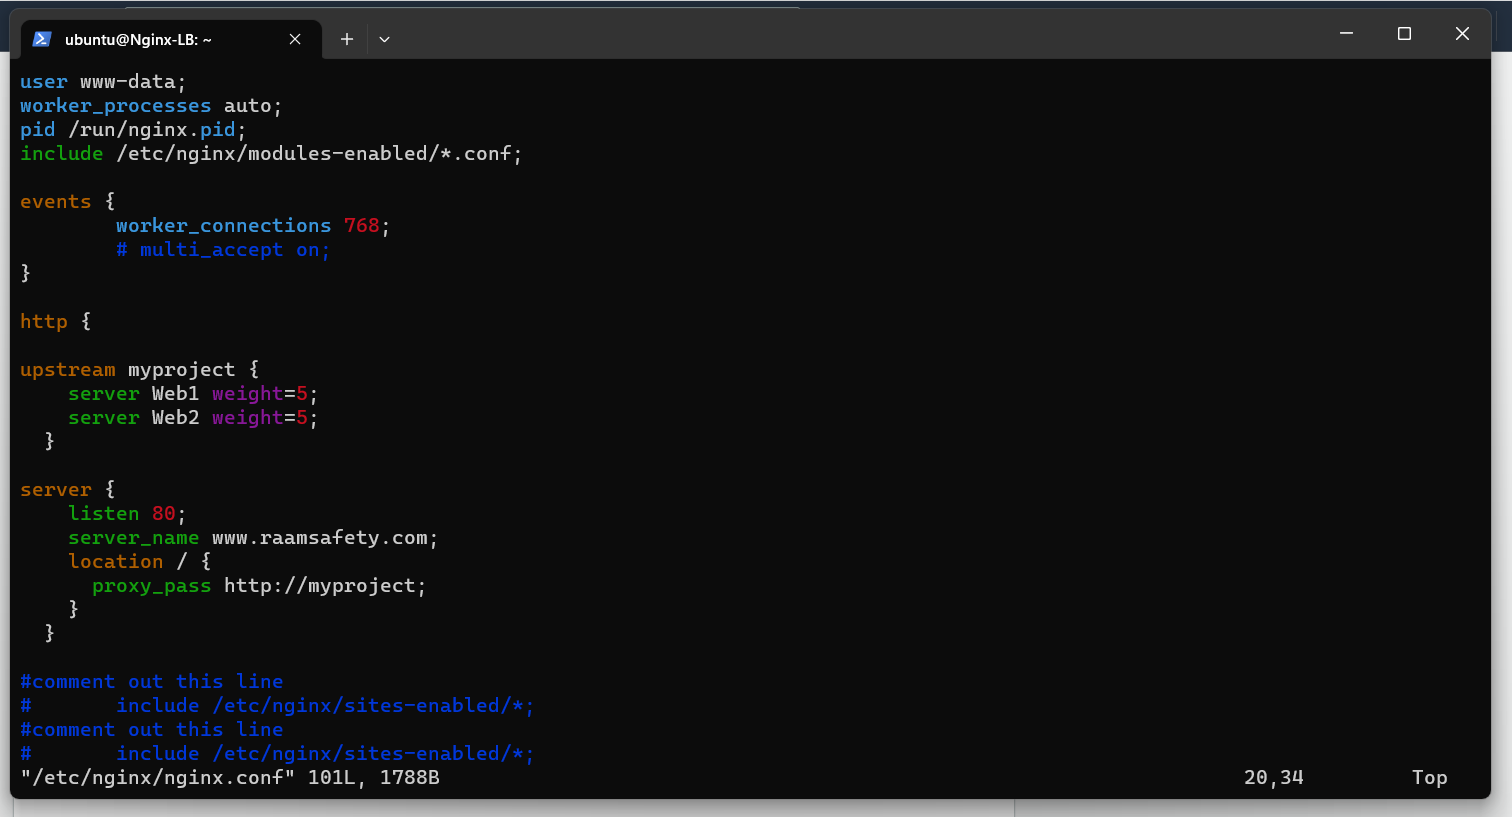 ubuntu@Nginx-LB: ~
user www-data;
worker_processes auto;
pid /run/nginx.pid;
include /etc/nginx/modules-enabled/*.conf;
events {
worker_connections 768;
# multi_accept on;
}
http {
upstream myproject {
server Web1 weight=5;
server Web2 weight=5;
}
server {
listen 80;
server_name www.raamsafety.com;
location / {
proxy_pass http://myproject;
}
}
#comment out this line
#       include /etc/nginx/sites-enabled/*;
#comment out this line
#       include /etc/nginx/sites-enabled/*;
"/etc/nginx/nginx.conf" 101L, 1788B 20,34 Top